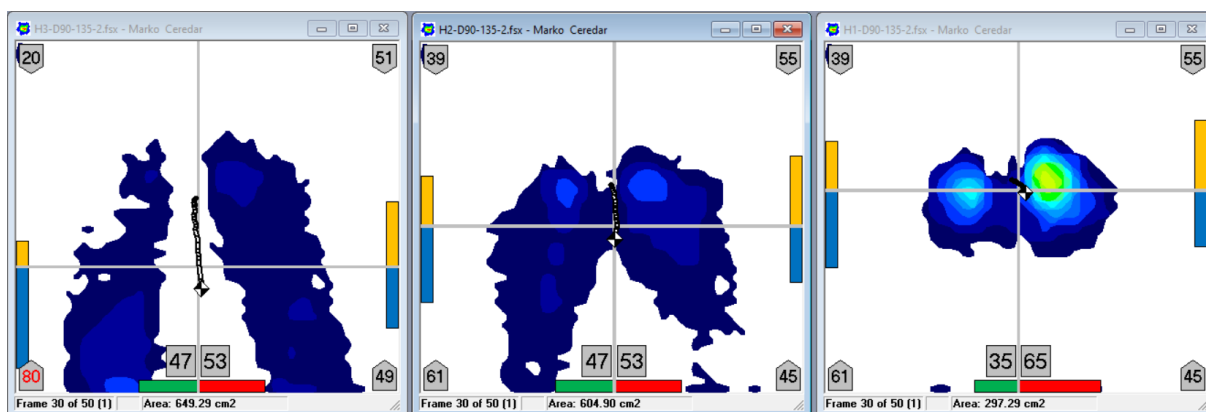 H3-D90-135-2.fsx - Marko Ceredar
20
51
47 53
80
49
Frame 30 of 50 (1) Area: 649.29 cm2
H2-D90-135-2.fsx - Marko Ceredar
39
55
47 53
61
45
Frame 30 of 50 (1) Area: 604.90 cm2
H1-D90-135-2.fsx - Marko Ceredar
39
55
35 65
61
45
Frame 30 of 50 (1) Area: 297.29 cm2